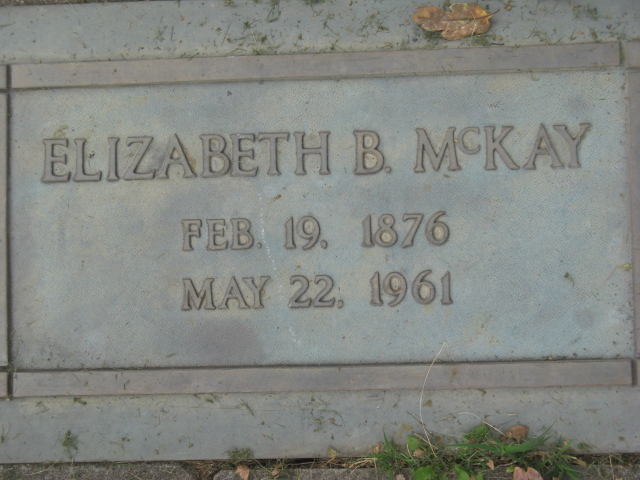 ELIZABETH B. McKAY
FEB. 19. 1876
MAY 22, 1961